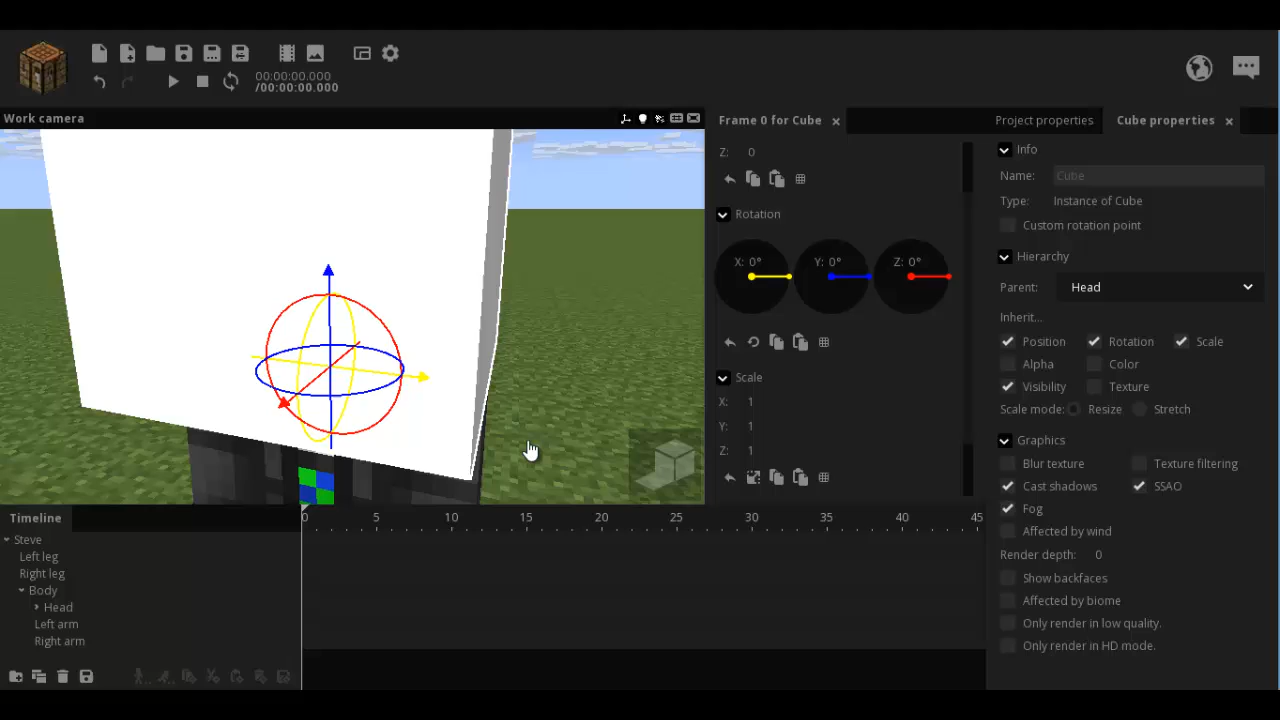 00:00:00.000
/00:00:00.000
Work camera
Frame 0 for Cube
Z: 0
Rotation
X: 0° Y: 0° Z: 0°
Scale
X: 1
Y: 1
Z: 1
Project properties
Cube properties
Info
Name: Cube
Type: Instance of Cube
Custom rotation point
Hierarchy
Parent: Head
Inherit...
Position Rotation Scale
Alpha Color
Visibility Texture
Scale mode: Resize Stretch
Graphics
Blur texture Texture filtering
Cast shadows SSAO
Fog
Affected by wind
Render depth: 0
Show backfaces
Affected by biome
Only render in low quality.
Only render in HD mode.
Timeline
0 5 10 15 20 25 30 35 40 45
Steve
Left leg
Right leg
Body
Head
Left arm
Right arm